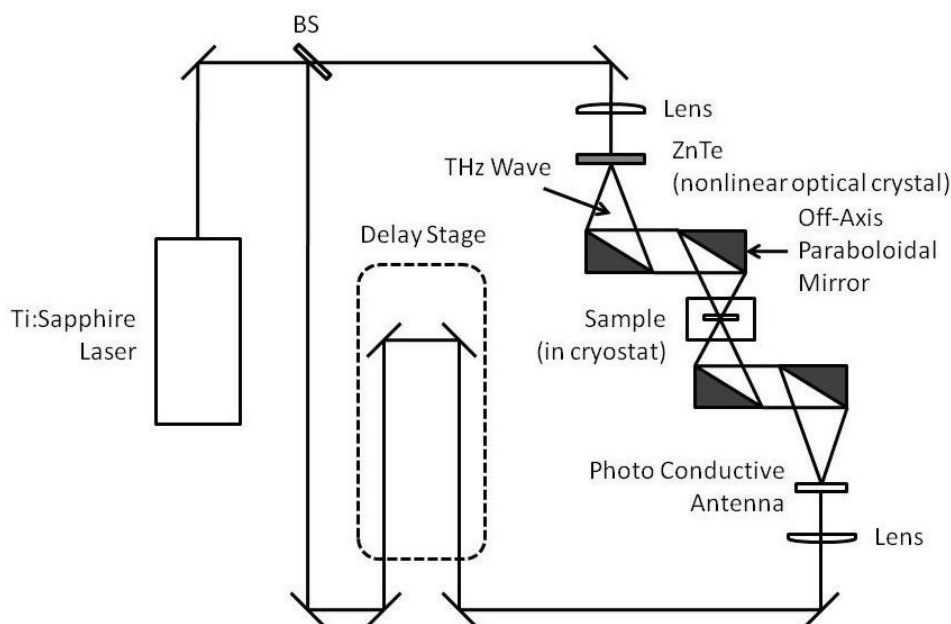 BS
Lens
ZnTe
(nonlinear optical crystal)
THz Wave
Off-Axis
Paraboloidal
Mirror
Delay Stage
Ti:Sapphire
Laser
Sample
(in cryostat)
Photo Conductive
Antenna
Lens